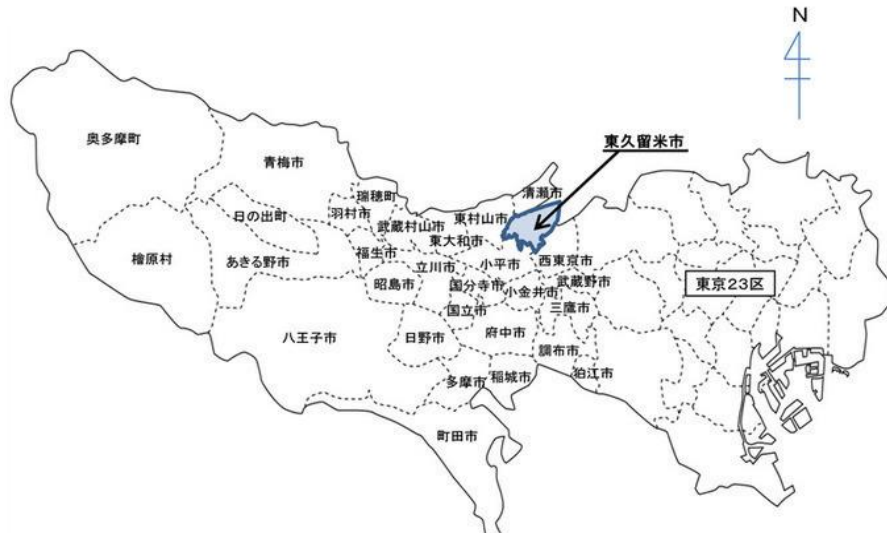 N
東久留米市
奥多摩町
青梅市
清瀬市
瑞穂町
羽村市
日の出町
武蔵村山市
東村山市
東大和市
檜原村
あきる野市
福生市
立川市
小平市
西東京市
昭島市
国分寺市
小金井市
武蔵野市
東京23区
国立市
三鷹市
八王子市
日野市
府中市
調布市
多摩市
稲城市
狛江市
町田市